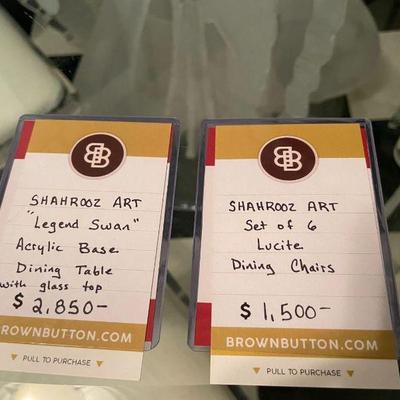 SHAHROOZ ART
"Legend Swan"
Acrylic Base
Dining Table
with glass top
$ 2,850-
BROWNBUTTON.COM
PULL TO PURCHASE
SHAHROOZ ART
Set of 6
Lucite
Dining Chairs
$ 1,500-
BROWNBUTTON.COM
PULL TO PURCHASE